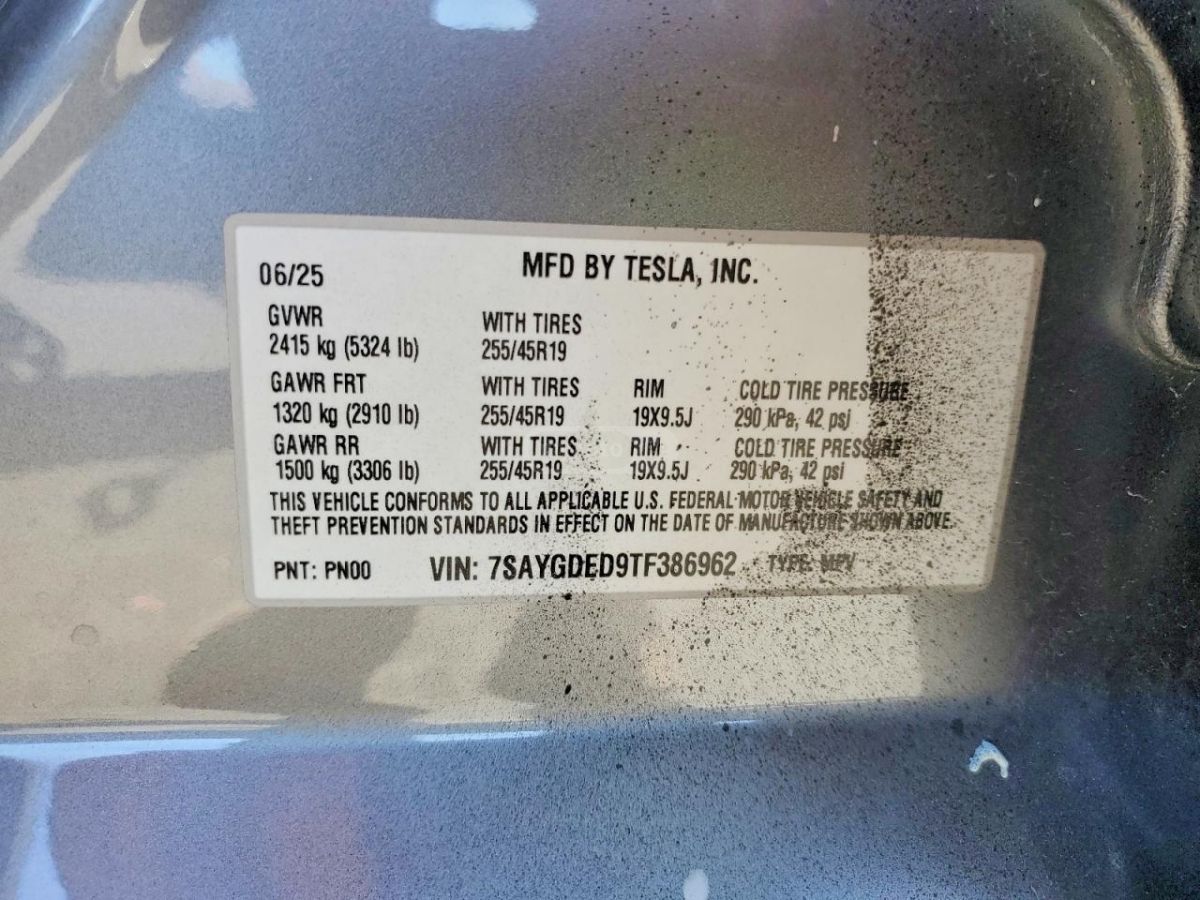 06/25 MFD BY TESLA, INC.
GVWR WITH TIRES
2415 kg (5324 lb) 255/45R19
GAWR FRT WITH TIRES RIM COLD TIRE PRESSURE
1320 kg (2910 lb) 255/45R19 19X9.5J 290 kPa, 42 psi
GAWR RR WITH TIRES RIM COLD TIRE PRESSURE
1500 kg (3306 lb) 255/45R19 19X9.5J 290 kPa, 42 psi
THIS VEHICLE CONFORMS TO ALL APPLICABLE U.S. FEDERAL MOTOR VEHICLE SAFETY AND
THEFT PREVENTION STANDARDS IN EFFECT ON THE DATE OF MANUFACTURE SHOWN ABOVE.
PNT: PN00 VIN: 7SAYGDED9TF386962 TYPE: MPV